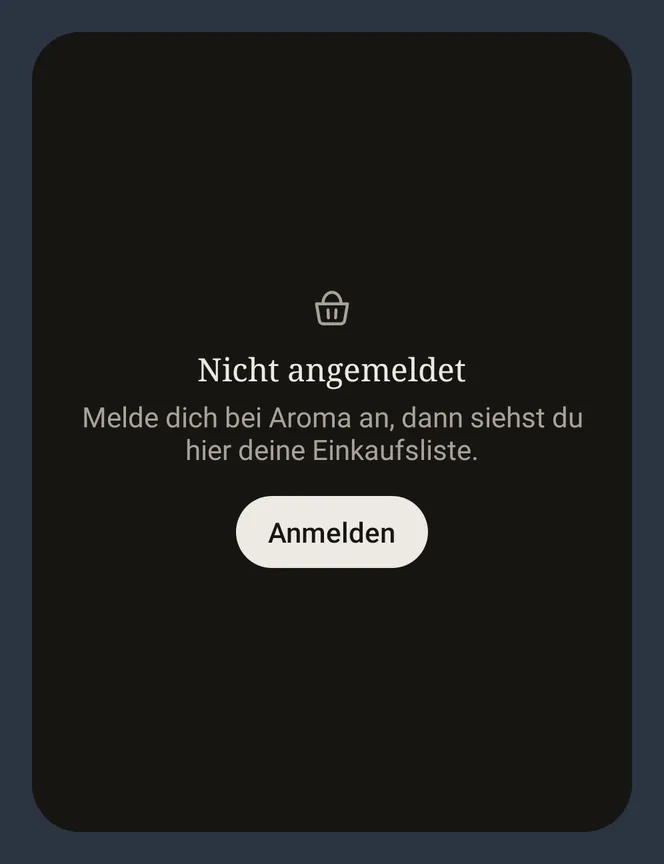 Nicht angemeldet
Melde dich bei Aroma an, dann siehst du
hier deine Einkaufsliste.
Anmelden